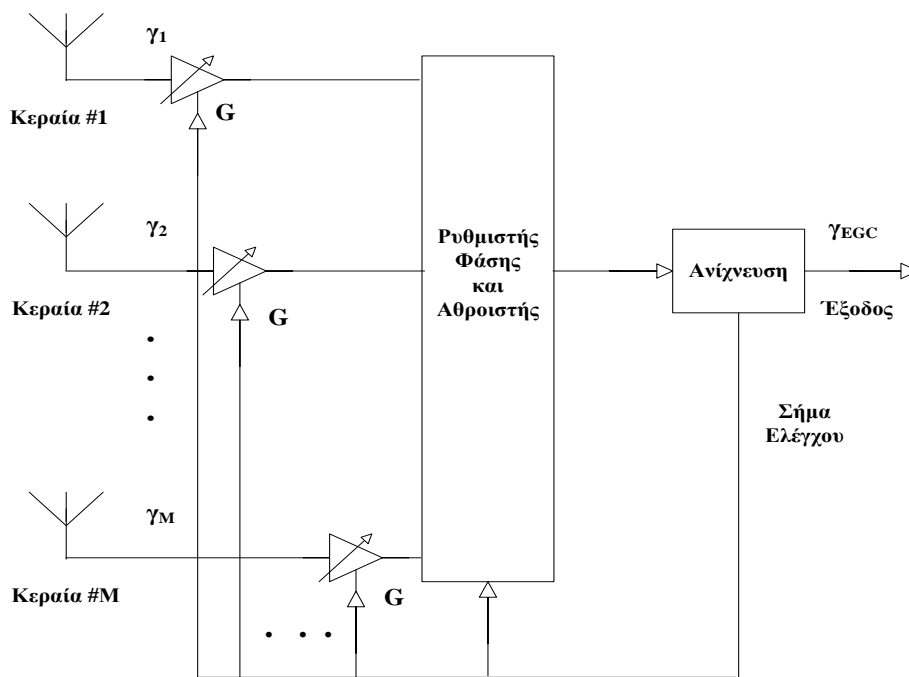 γ1
G
Κεραία #1
γ2
G
Κεραία #2
γM
G
Κεραία #M
Ρυθμιστής
Φάσης
και
Αθροιστής
Ανίχνευση
γEGC
Έξοδος
Σήμα
Ελέγχου